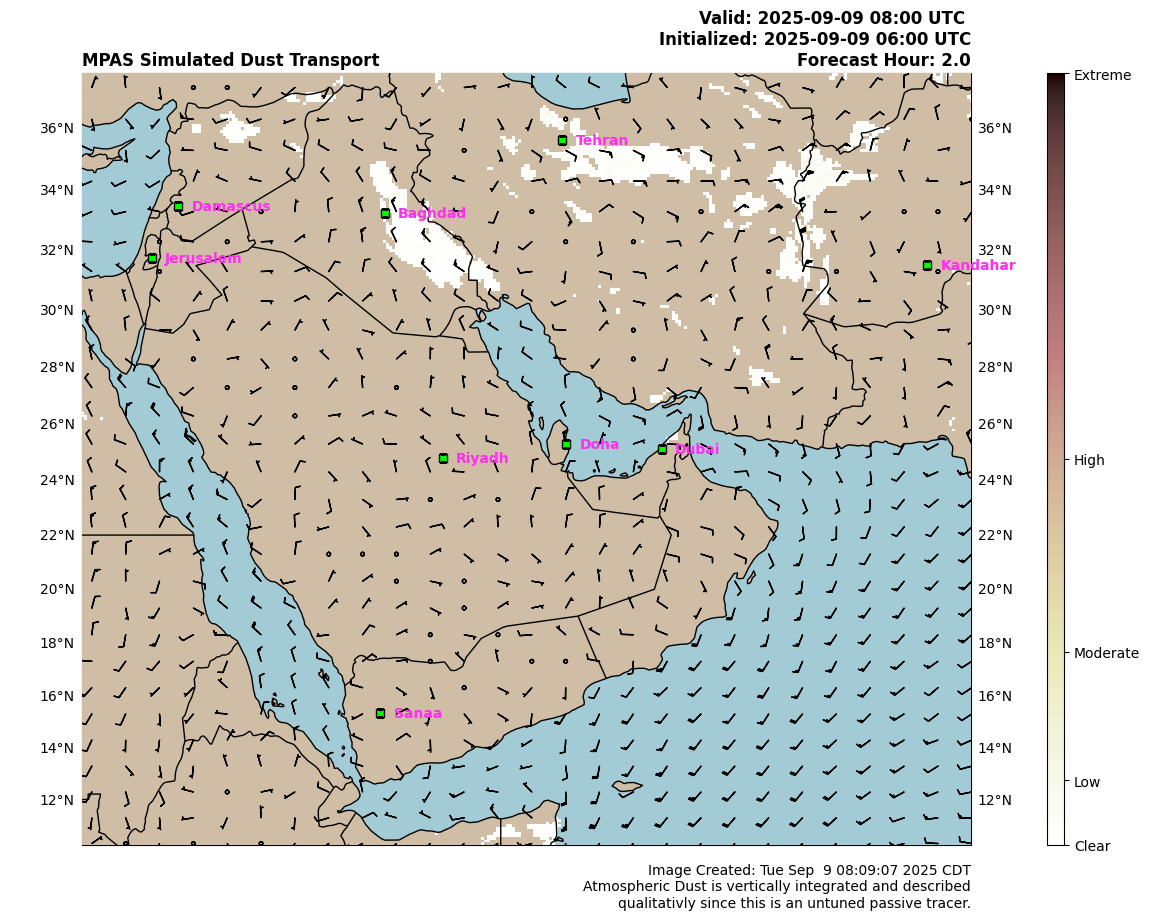 Valid: 2025-09-09 08:00 UTC
Initialized: 2025-09-09 06:00 UTC
MPAS Simulated Dust Transport
Forecast Hour: 2.0
Extreme
36°N
36°N
Tehran
34°N
34°N
Damascus
Baghdad
32°N
32°N
Jerusalem
Kandahar
30°N
30°N
28°N
28°N
26°N
26°N
Doha
Dubai
Riyadh
High
24°N
24°N
22°N
22°N
20°N
20°N
18°N
18°N
Moderate
16°N
16°N
Sanaa
14°N
14°N
Low
12°N
12°N
Clear
Image Created: Tue Sep  9 08:09:07 2025 CDT
Atmospheric Dust is vertically integrated and described
qualitativly since this is an untuned passive tracer.